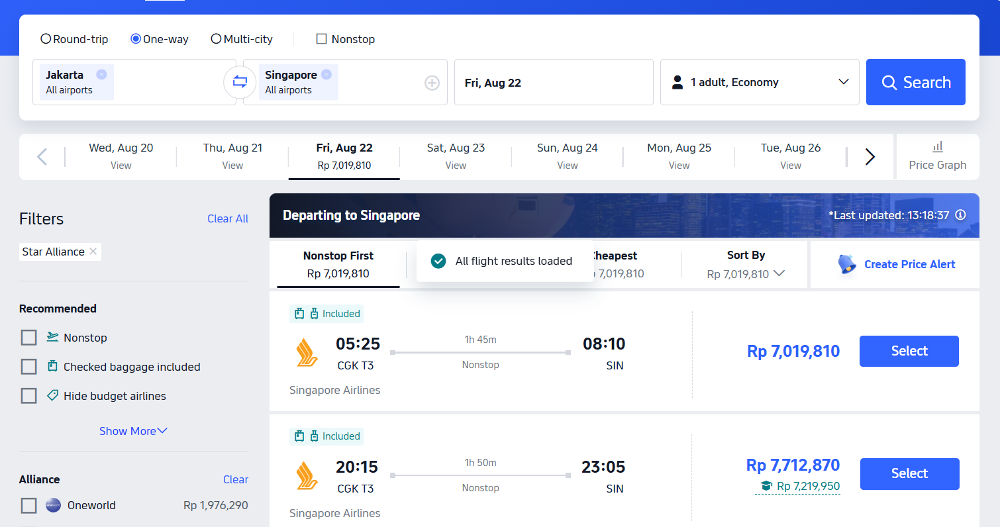 Round-trip One-way Multi-city Nonstop
Jakarta
All airports
Singapore
All airports
Fri, Aug 22
1 adult, Economy
Search
Wed, Aug 20
View
Thu, Aug 21
View
Fri, Aug 22
Rp 7,019,810
Sat, Aug 23
View
Sun, Aug 24
View
Mon, Aug 25
View
Tue, Aug 26
View
Price Graph
Filters
Clear All
Star Alliance
Recommended
Nonstop
Checked baggage included
Hide budget airlines
Show More
Alliance
Clear
Oneworld
Rp 1,976,290
Departing to Singapore
*Last updated: 13:18:37
Nonstop First
Rp 7,019,810
All flight results loaded
heapest
7,019,810
Sort By
Rp 7,019,810
Create Price Alert
Included
05:25
CGK T3
1h 45m
Nonstop
08:10
SIN
Singapore Airlines
Rp 7,019,810
Select
Included
20:15
CGK T3
1h 50m
Nonstop
23:05
SIN
Singapore Airlines
Rp 7,712,870
Rp 7,219,950
Select